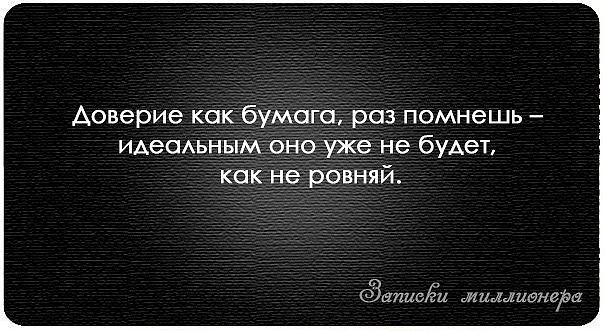 Доверие как бумага, раз помнешь –
идеальным оно уже не будет,
как не ровняй.
Записки миллионера